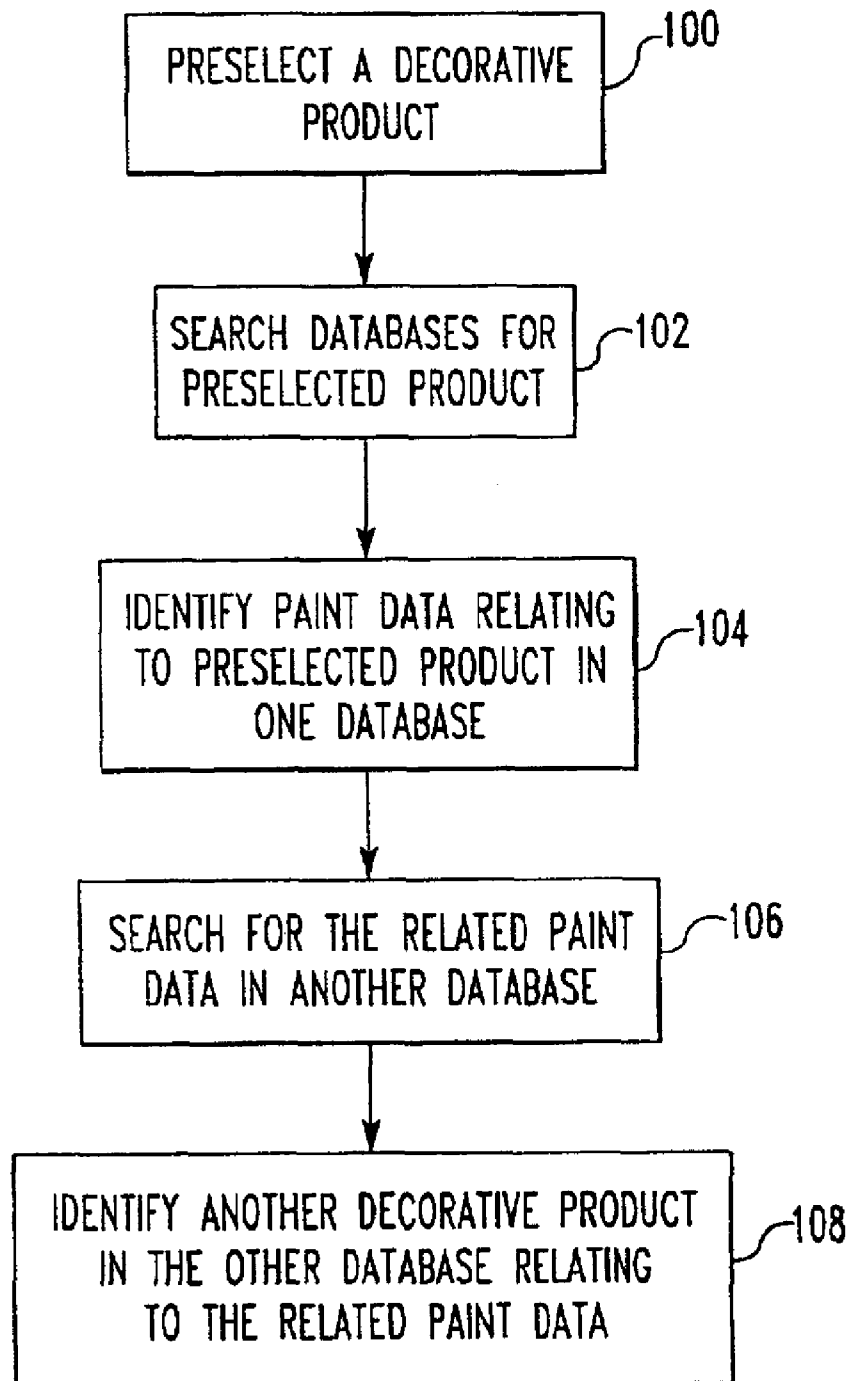 PRESELECT A DECORATIVE
PRODUCT
100
SEARCH DATABASES FOR
PRESELECTED PRODUCT
102
IDENTIFY PAINT DATA RELATING
TO PRESELECTED PRODUCT IN
ONE DATABASE
104
SEARCH FOR THE RELATED PAINT
DATA IN ANOTHER DATABASE
106
IDENTIFY ANOTHER DECORATIVE PRODUCT
IN THE OTHER DATABASE RELATING
TO THE RELATED PAINT DATA
108